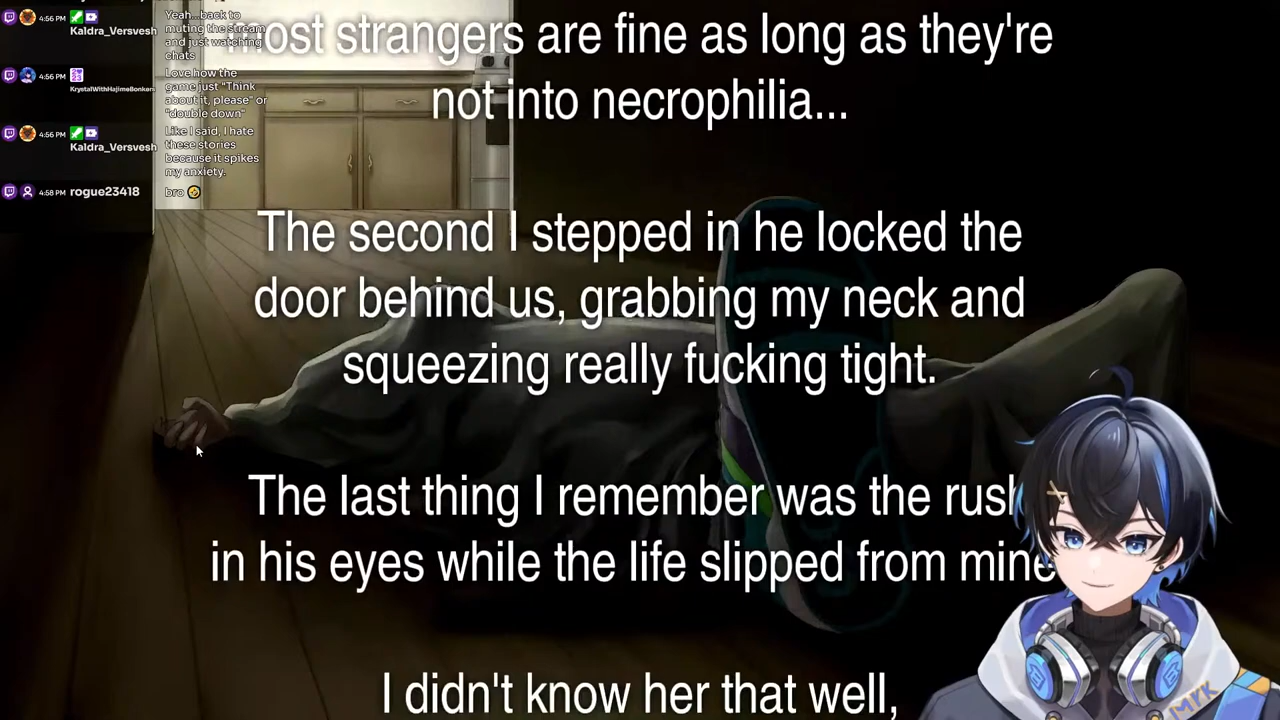 4:56 PM
Kaldra_Versvesh
Yeah...back to
muting the stream
and just watching
chats
4:56 PM
KrystalWithHajimeBonkers
Love how the
game just "Think
about it, please" or
"double down"
4:56 PM
Kaldra_Versvesh
Like I said, I hate
these stories
because it spikes
my anxiety.
4:58 PM rogue23418
bro 🤣
most strangers are fine as long as they're
not into necrophilia...
The second I stepped in he locked the
door behind us, grabbing my neck and
squeezing really fucking tight.
The last thing I remember was the rush
in his eyes while the life slipped from mine
I didn't know her that well,
MKK